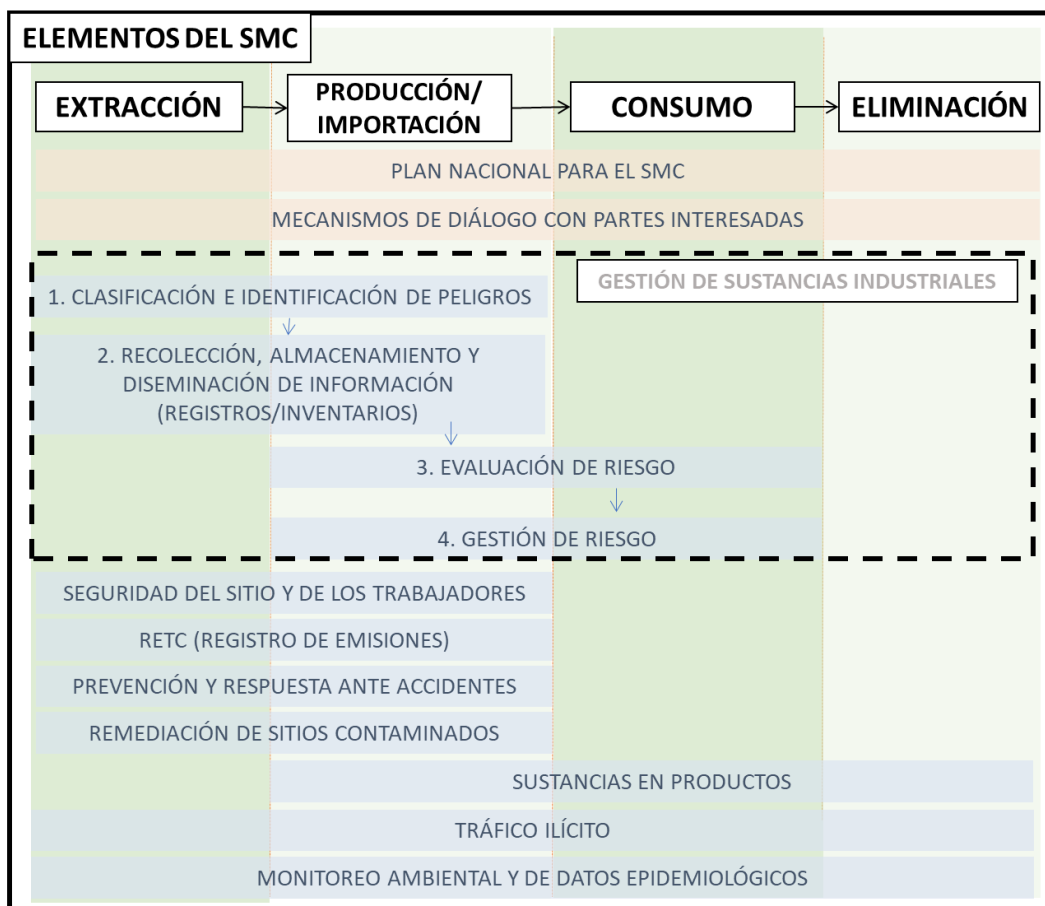 ELEMENTOS DEL SMC
EXTRACCIÓN
PRODUCCIÓN/
IMPORTACIÓN
CONSUMO
ELIMINACIÓN
PLAN NACIONAL PARA EL SMC
MECANISMOS DE DIÁLOGO CON PARTES INTERESADAS
GESTIÓN DE SUSTANCIAS INDUSTRIALES
1. CLASIFICACIÓN E IDENTIFICACIÓN DE PELIGROS
2. RECOLECCIÓN, ALMACENAMIENTO Y
DISEMINACIÓN DE INFORMACIÓN
(REGISTROS/INVENTARIOS)
3. EVALUACIÓN DE RIESGO
4. GESTIÓN DE RIESGO
SEGURIDAD DEL SITIO Y DE LOS TRABAJADORES
RETC (REGISTRO DE EMISIONES)
PREVENCIÓN Y RESPUESTA ANTE ACCIDENTES
REMEDIACIÓN DE SITIOS CONTAMINADOS
SUSTANCIAS EN PRODUCTOS
TRÁFICO ILÍCITO
MONITOREO AMBIENTAL Y DE DATOS EPIDEMIOLÓGICOS